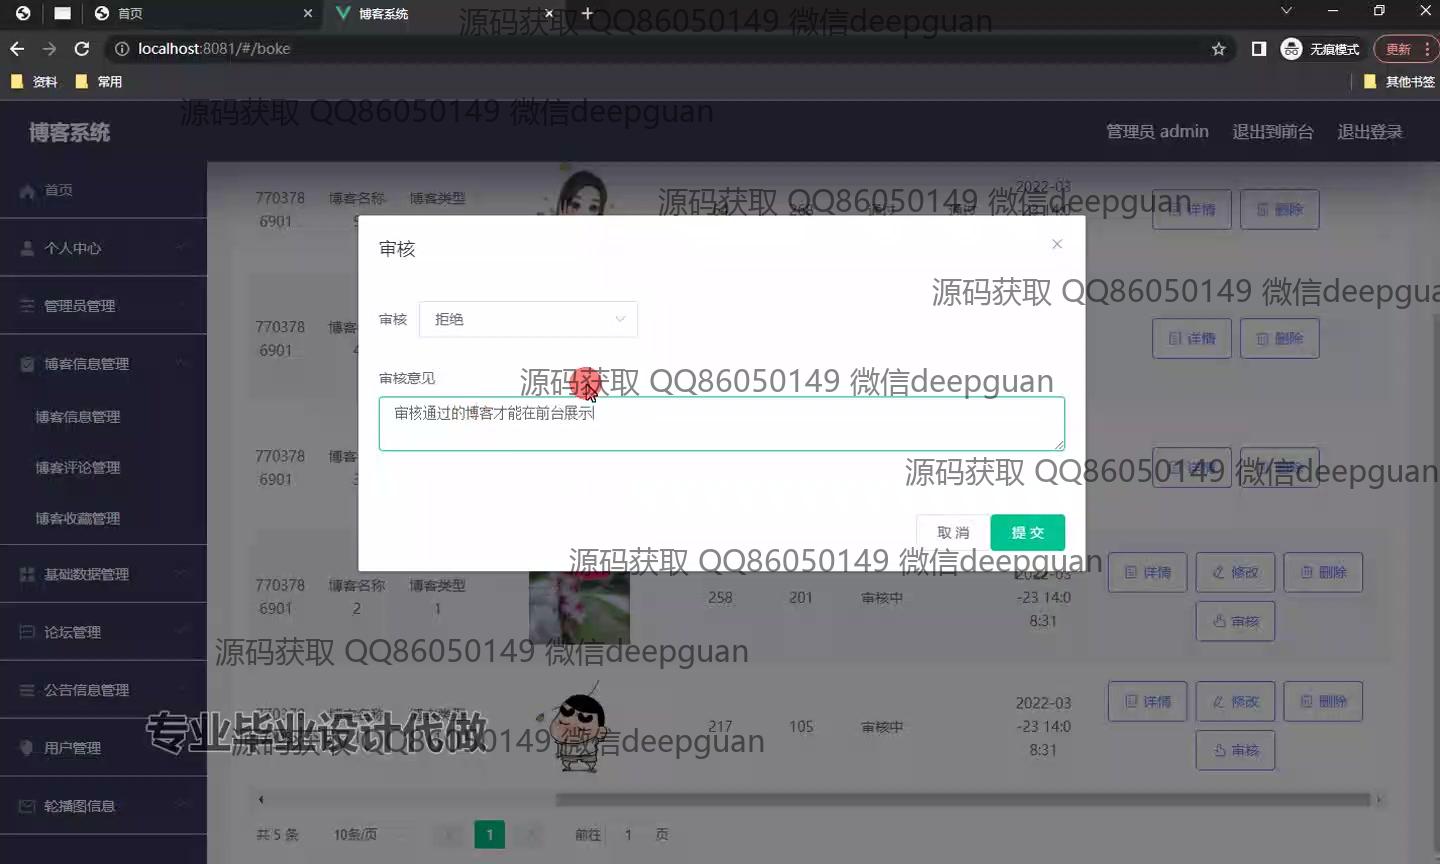 首页
博客系统
localhost:8081/#/boke
无痕模式
更新
资料
常用
其他书签
源码获取 QQ86050149 微信deepguan
源码获取 QQ86050149 微信deepguan
博客系统
管理员 admin
退出到前台
退出登录
首页
个人中心
管理员管理
博客信息管理
博客信息管理
博客评论管理
博客收藏管理
基础数据管理
论坛管理
公告信息管理
用户管理
轮播图信息
770378
6901
博客名称
博客类型
2022-03
详情
删除
源码获取 QQ86050149 微信deepguan
审核
审核
拒绝
审核意见
审核通过的博客才能在前台展示
取消
提交
源码获取 QQ86050149 微信deepgua
770378
6901
博客
详情
删除
源码获取 QQ86050149 微信deepguan
770378
6901
博客
源码获取 QQ86050149 微信deepguan
源码获取 QQ86050149 微信deepguan
770378
6901
博客名称
2
博客类型
1
258
201
审核中
2022-03
-23 14:0
8:31
详情
修改
删除
审核
源码获取 QQ86050149 微信deepguan
217
105
审核中
2022-03
-23 14:0
8:31
详情
修改
删除
审核
专业毕业设计代做
源码获取 QQ86050149 微信deepguan
共 5 条
10条/页
1
前往
1
页